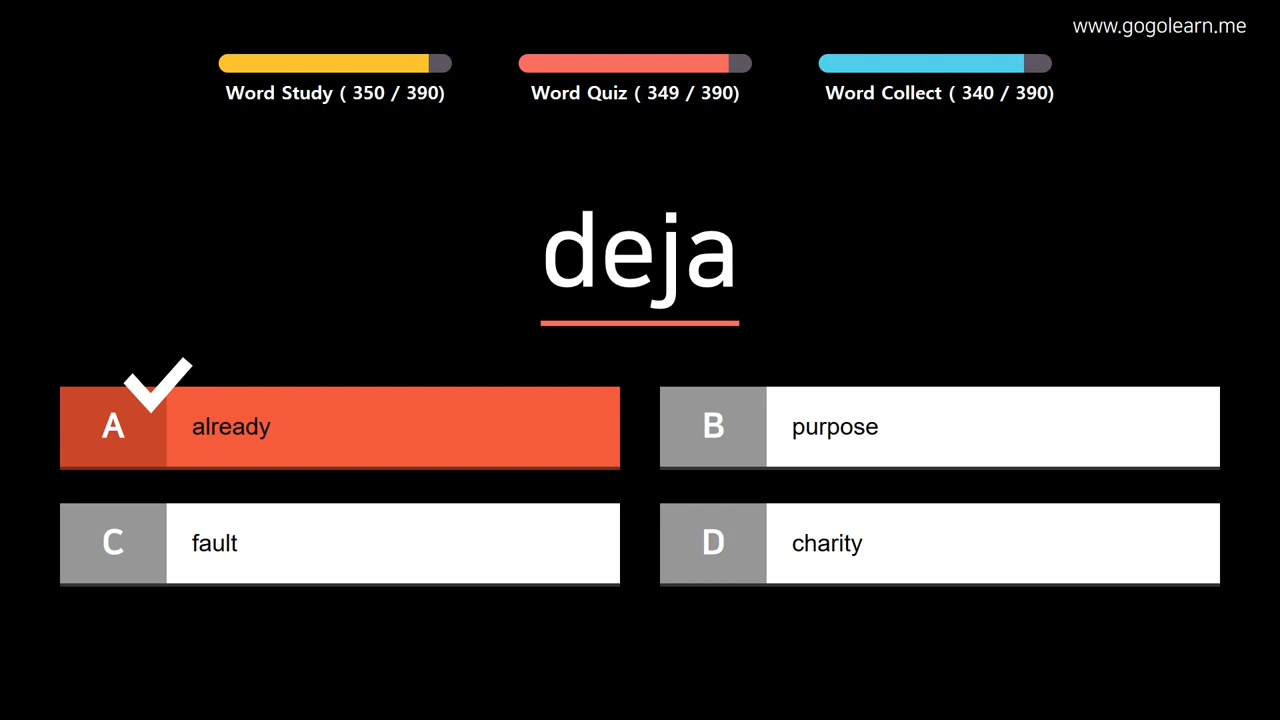 www.gogolearn.me
Word Study ( 350 / 390)
Word Quiz ( 349 / 390)
Word Collect ( 340 / 390)
deja
A already
B purpose
C fault
D charity